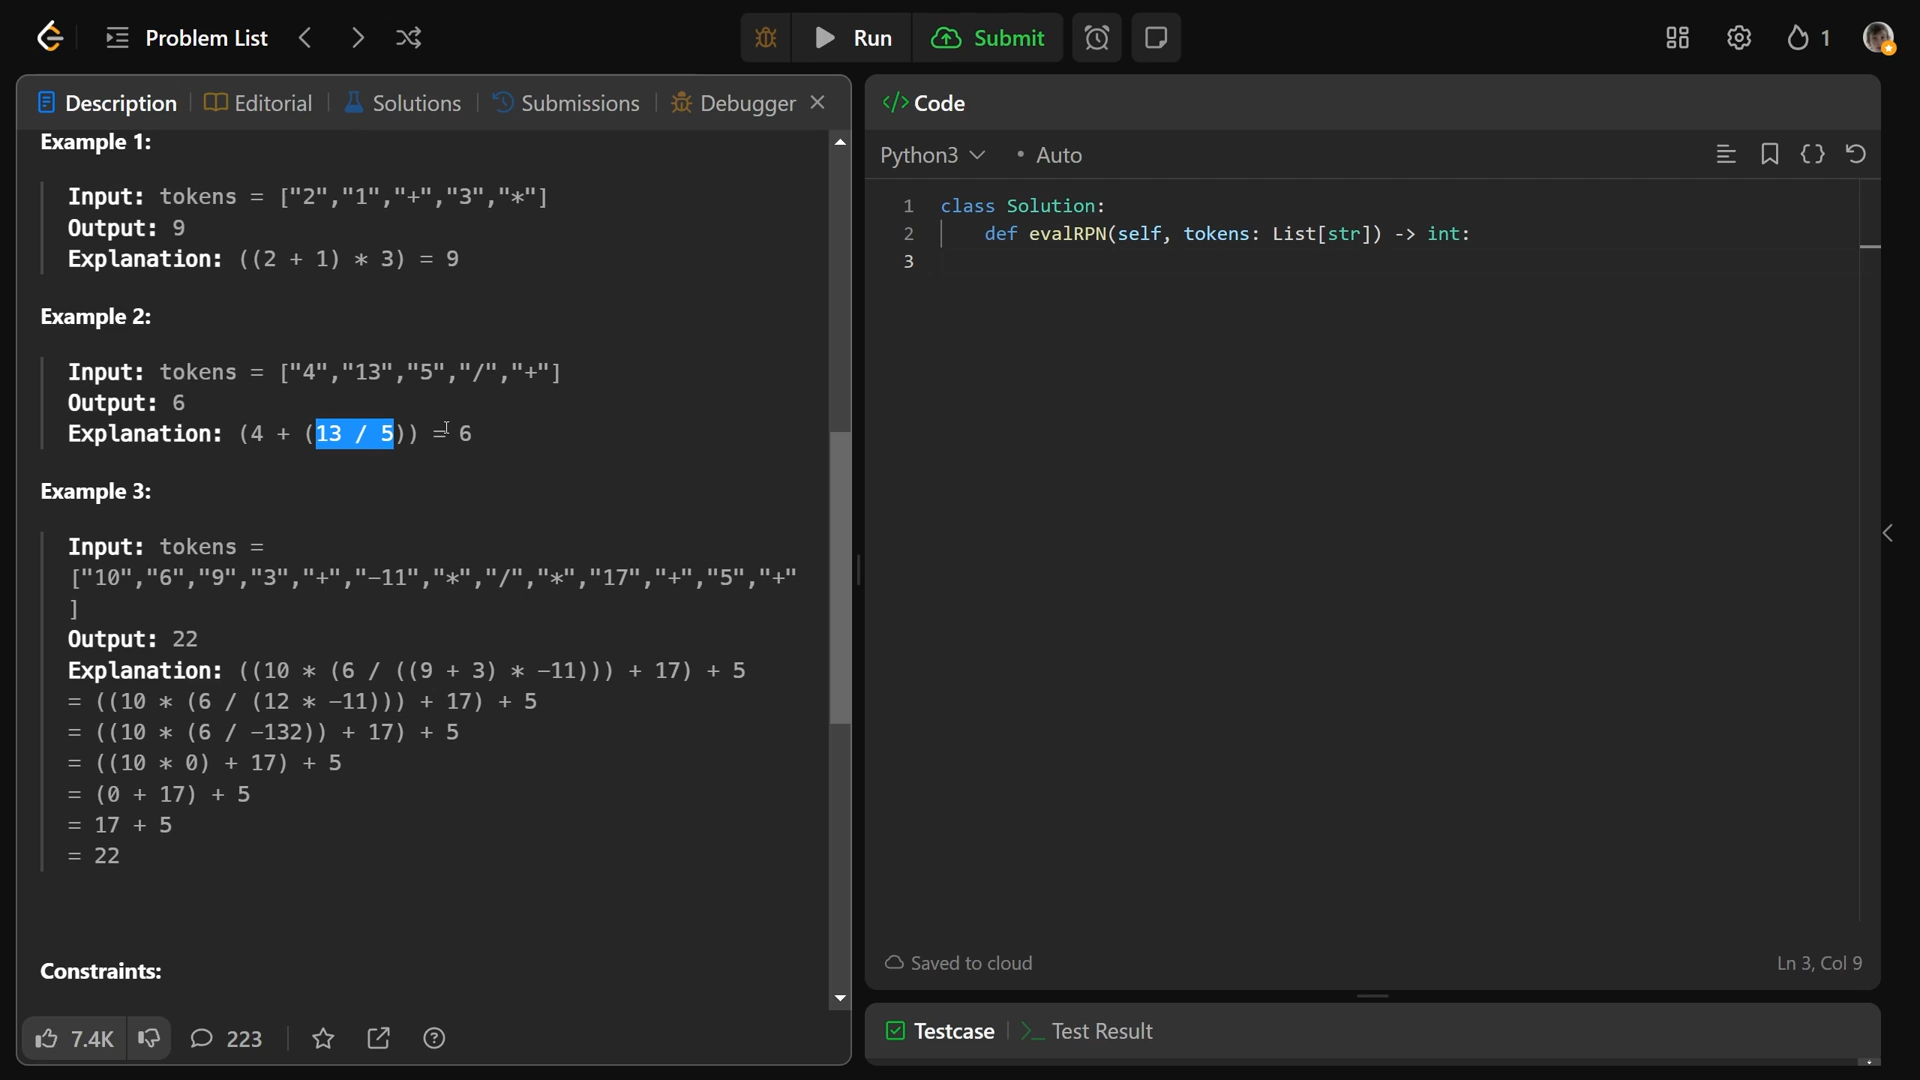 Problem List
Run
Submit
1
Description
Editorial
Solutions
Submissions
Debugger
Example 1:
Input: tokens = ["2","1","+","3","*"]
Output: 9
Explanation: ((2 + 1) * 3) = 9
Example 2:
Input: tokens = ["4","13","5","/","+"]
Output: 6
Explanation: (4 + (13 / 5)) = 6
Example 3:
Input: tokens =
["10","6","9","3","+","-11","*","/","*","17","+","5","+"
]
Output: 22
Explanation: ((10 * (6 / ((9 + 3) * -11))) + 17) + 5
= ((10 * (6 / (12 * -11))) + 17) + 5
= ((10 * (6 / -132)) + 17) + 5
= ((10 * 0) + 17) + 5
= (0 + 17) + 5
= 17 + 5
= 22
Constraints:
7.4K
223
</> Code
Python3
• Auto
1 class Solution:
2 def evalRPN(self, tokens: List[str]) -> int:
3
Saved to cloud
Ln 3, Col 9
Testcase
>_ Test Result